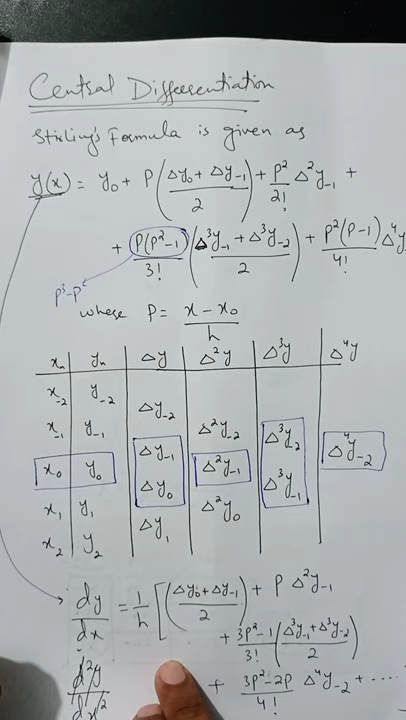 Central Differentiation
Stirling's Formula is given as
y(x) = y₀ + P((Δy₀ + Δy₋₁)/2) + P²/2! Δ²y₋₁ +
+ P(P²-1)/3! ((Δ³y₋₁ + Δ³y₋₂)/2) + P²(P-1)/4! Δ⁴y
P³-P²
where P = (x - x₀)/h
xₙ yₙ Δy Δ²y Δ³y Δ⁴y
x₋₂ y₋₂
Δy₋₂
x₋₁ y₋₁ Δ²y₋₂ Δ³y₋₂
Δy₋₁ Δ⁴y₋₂
x₀ y₀ Δ²y₋₁
Δy₀ Δ³y₋₁
x₁ y₁ Δ²y₀
Δy₁
x₂ y₂
dy/dx = 1/h [((Δy₀ + Δy₋₁)/2) + P Δ²y₋₁
+ (3P²-1)/3! ((Δ³y₋₁ + Δ³y₋₂)/2)
+ (3P²-2P)/4! Δ⁴y₋₂ + ....
d²y/dx²